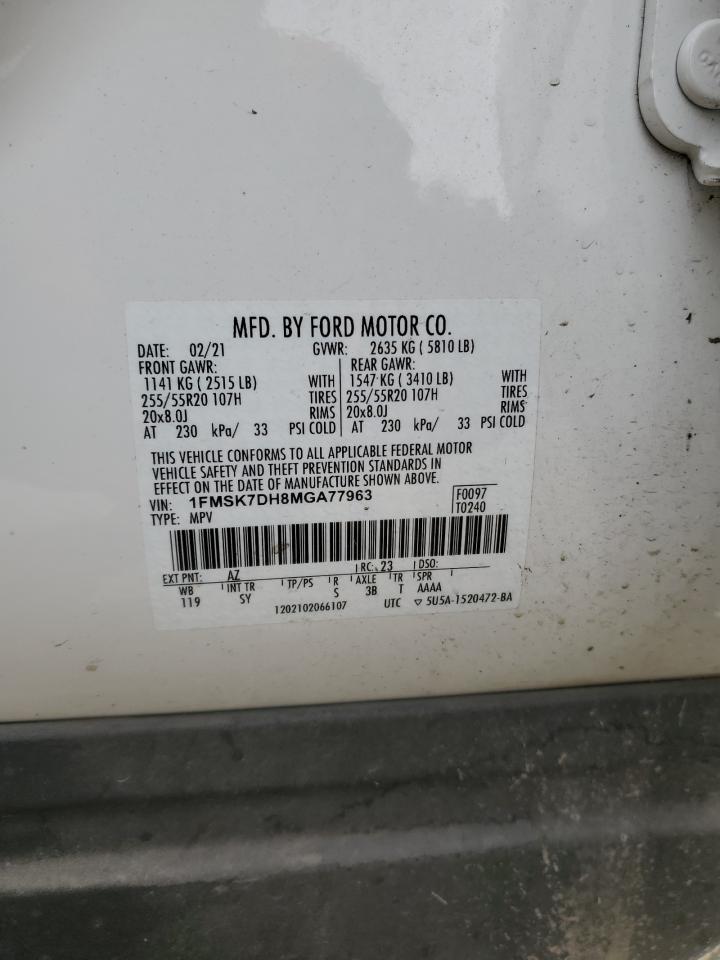 MFD. BY FORD MOTOR CO.
DATE: 02/21 GVWR: 2635 KG ( 5810 LB)
FRONT GAWR: REAR GAWR:
1141 KG ( 2515 LB) WITH 1547 KG ( 3410 LB) WITH
255/55R20 107H TIRES 255/55R20 107H TIRES
20x8.0J RIMS 20x8.0J RIMS
AT 230 kPa/ 33 PSI COLD AT 230 kPa/ 33 PSI COLD
THIS VEHICLE CONFORMS TO ALL APPLICABLE FEDERAL MOTOR
VEHICLE SAFETY AND THEFT PREVENTION STANDARDS IN
EFFECT ON THE DATE OF MANUFACTURE SHOWN ABOVE.
VIN: 1FMSK7DH8MGA77963 F0097
TYPE: MPV T0240
EXT PNT: AZ RC: 23 DSO:
WB INT TR TP/PS R AXLE TR SPR
119 SY S 3B T AAAA
1202102066107 UTC ▽ 5U5A-1520472-BA